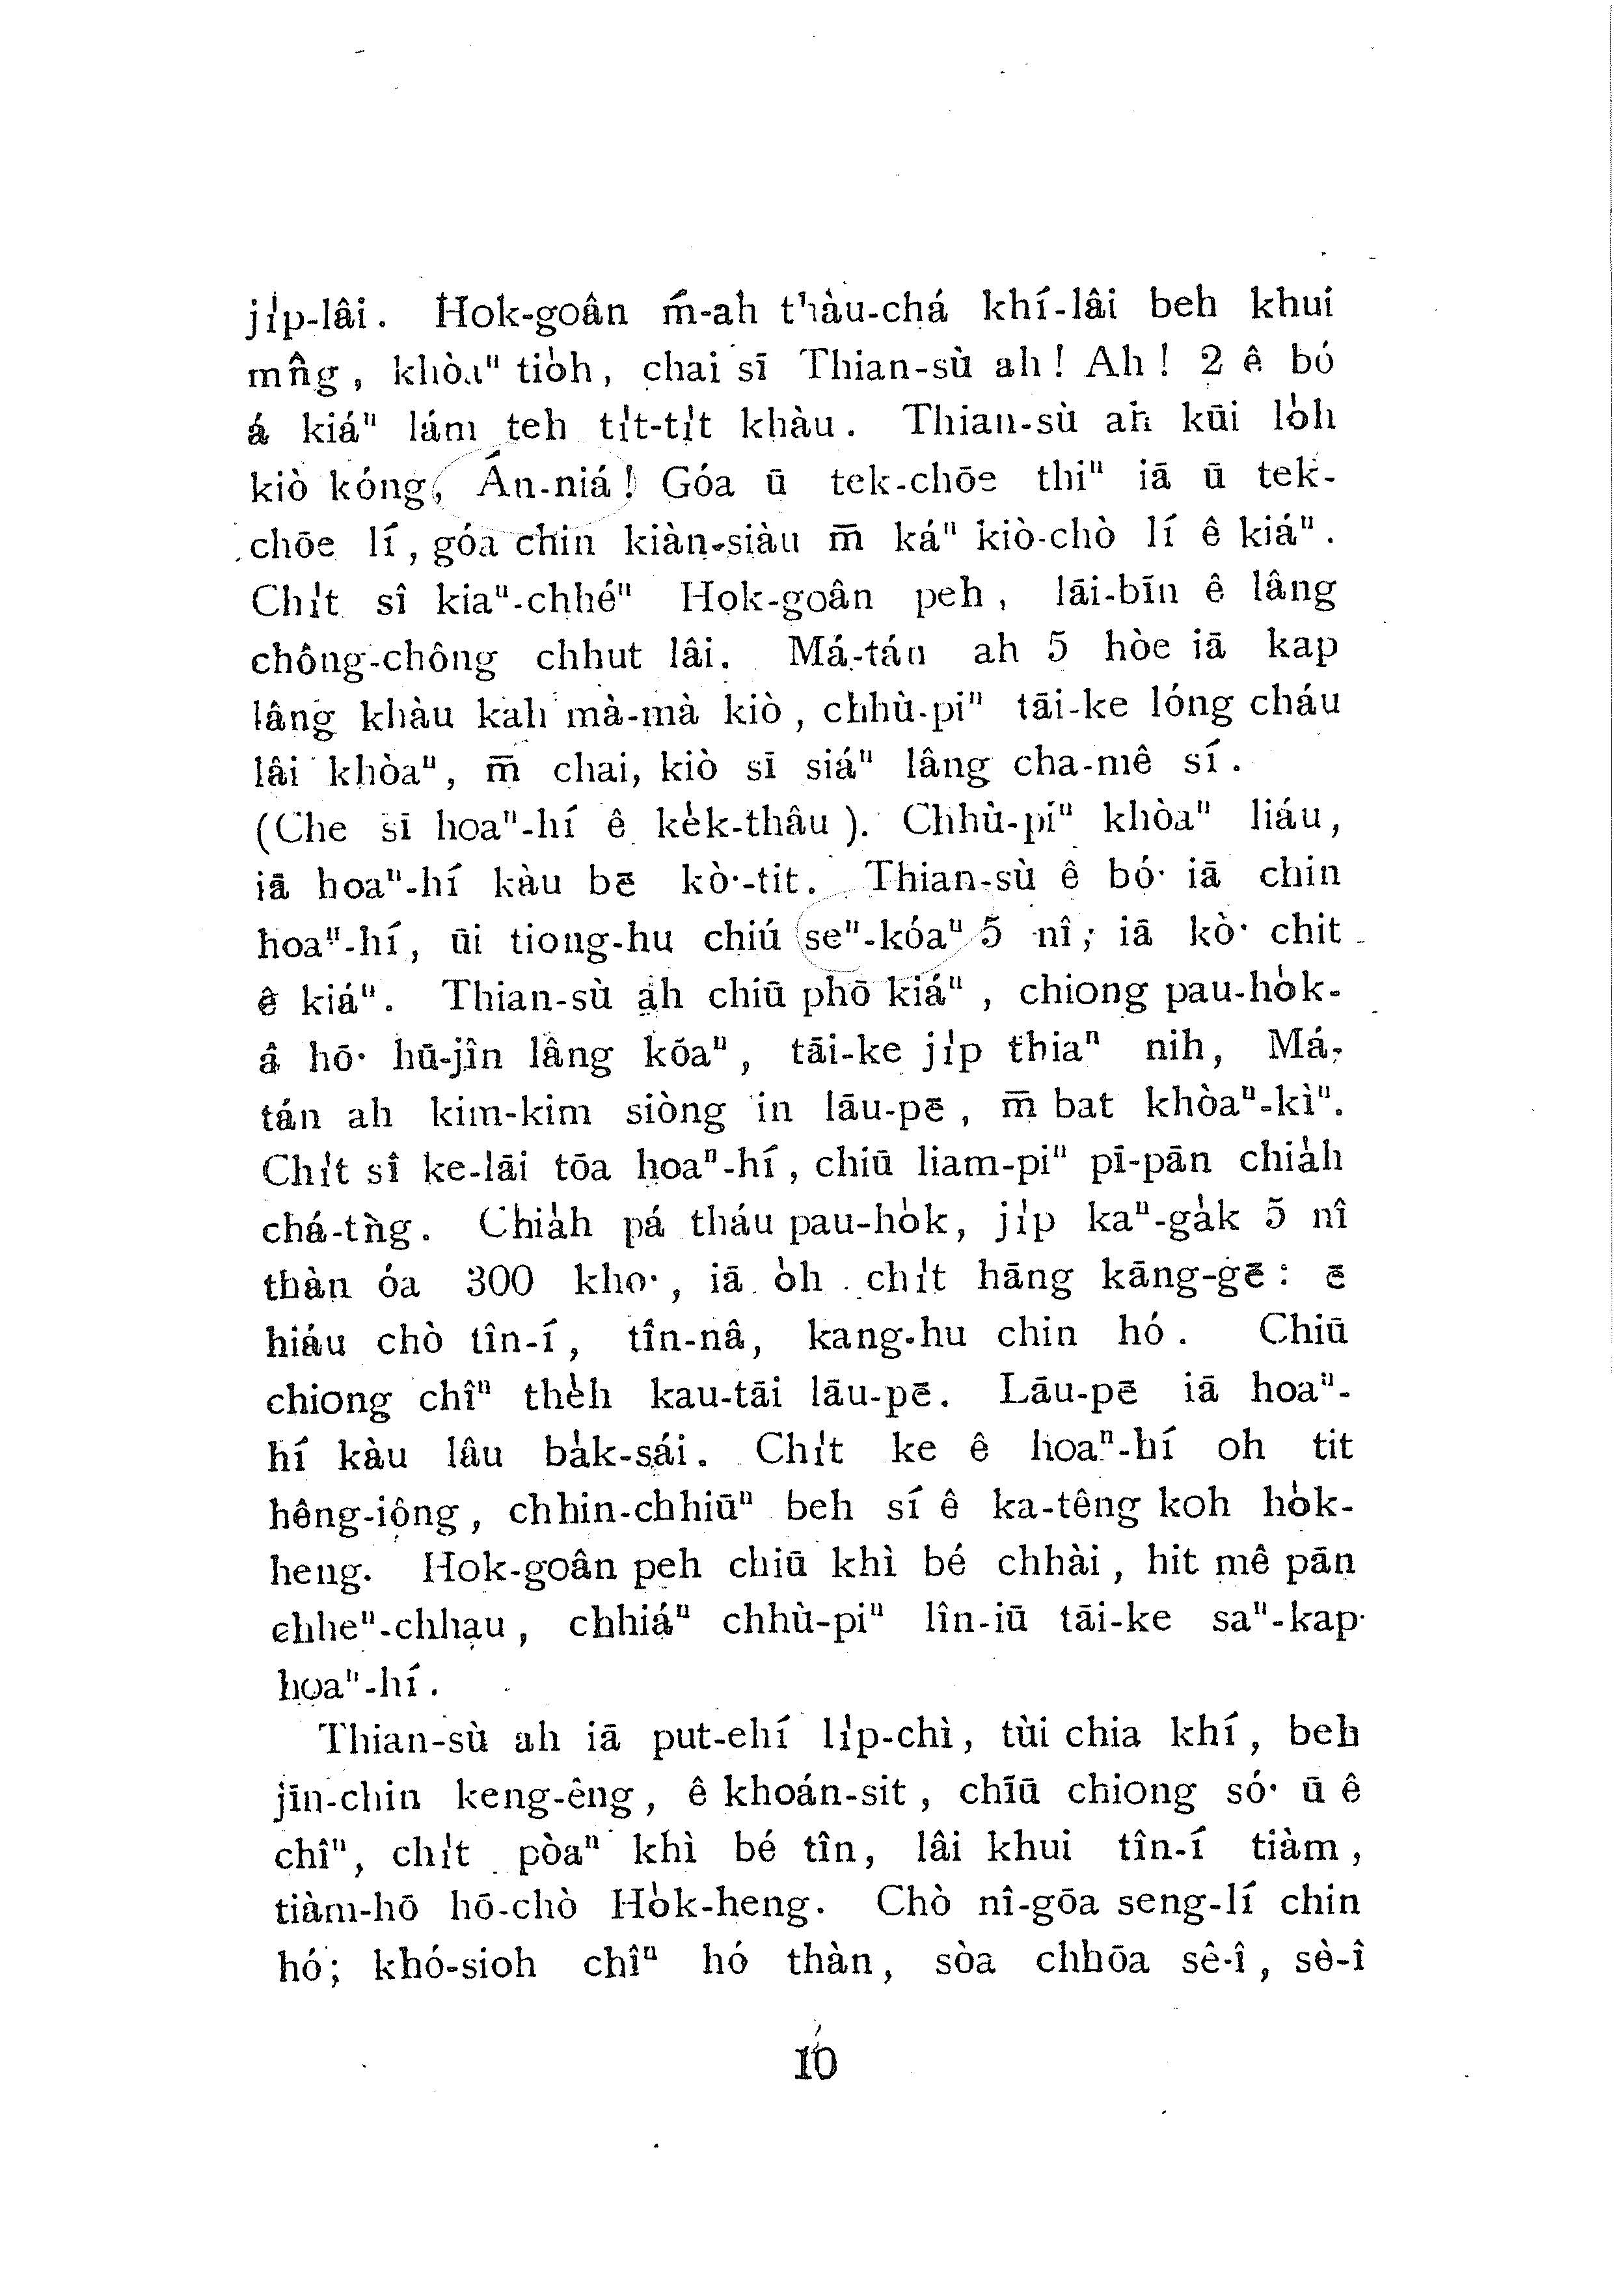 ji̍p-lâi. Hok-goân ḿ-ah thàu-chá khí-lâi beh khui
mn̂g, khòaⁿ tio̍h, chai sī Thian-sù ah! Ah! 2 ê bó
á kiáⁿ lám teh ti̍t-ti̍t khàu. Thian-sù ah kūi lo̍h
kiò kóng, Án-niá! Góa ū tek-chōe thiⁿ iā ū tek-
chōe lí, góa chin kiàn-siàu m̄ káⁿ kiò-chò lí ê kiáⁿ.
Chi̍t sî kiaⁿ-chhéⁿ Hok-goân peh, lāi-bīn ê lâng
chông-chông chhut lâi. Má-tán ah 5 hòe iā kap
lâng khàu kah mà-mà kiò, chhù-piⁿ tāi-ke lóng cháu
lâi khòaⁿ, m̄ chai, kiò sī siáⁿ lâng cha-mê sí.
(Che sī hoaⁿ-hí ê ke̍k-thâu). Chhù-piⁿ khòaⁿ liáu,
iā hoaⁿ-hí kàu bē kò·-tit. Thian-sù ê bó· iā chin
hoaⁿ-hí, ūi tiong-hu chiú seⁿ-kóaⁿ 5 nî; iā kò· chit
ê kiáⁿ. Thian-sù ah chiū phō kiáⁿ, chiong pau-ho̍k-
â hō· hū-jîn lâng kōaⁿ, tāi-ke ji̍p thiaⁿ nih, Má-
tán ah kim-kim siòng in lāu-pē, m̄ bat khòaⁿ-kìⁿ.
Chi̍t sî ke-lāi tōa hoaⁿ-hí, chiū liam-piⁿ pī-pān chia̍h
chá-tǹg. Chia̍h pá tháu pau-ho̍k, ji̍p kaⁿ-ga̍k 5 nî
thàn óa 300 kho·, iā o̍h chi̍t hāng kāng-gē: ē
hiáu chò tîn-í, tîn-nâ, kang-hu chin hó. Chiū
chiong chîⁿ the̍h kau-tāi lāu-pē. Lāu-pē iā hoaⁿ-
hí kàu lâu ba̍k-sái. Chi̍t ke ê hoaⁿ-hí oh tit
hêng-iông, chhin-chhiūⁿ beh sí ê ka-têng koh ho̍k-
heng. Hok-goân peh chiū khì bé chhài, hit mê pān
chheⁿ-chhau, chhiáⁿ chhù-piⁿ lîn-iū tāi-ke saⁿ-kap
hoaⁿ-hí.
Thian-sù ah iā put-ehí li̍p-chì, tùi chia khí, beh
jīn-chin keng-êng, ê khoán-sit, chīū chiong só· ū ê
chîⁿ, chi̍t pòaⁿ khì bé tîn, lâi khui tîn-í tiàm,
tiàm-hō hō-chò Ho̍k-heng. Chò nî-gōa seng-lí chin
hó; khó-sioh chîⁿ hó thàn, sòa chhōa sê-î, sè-î
10